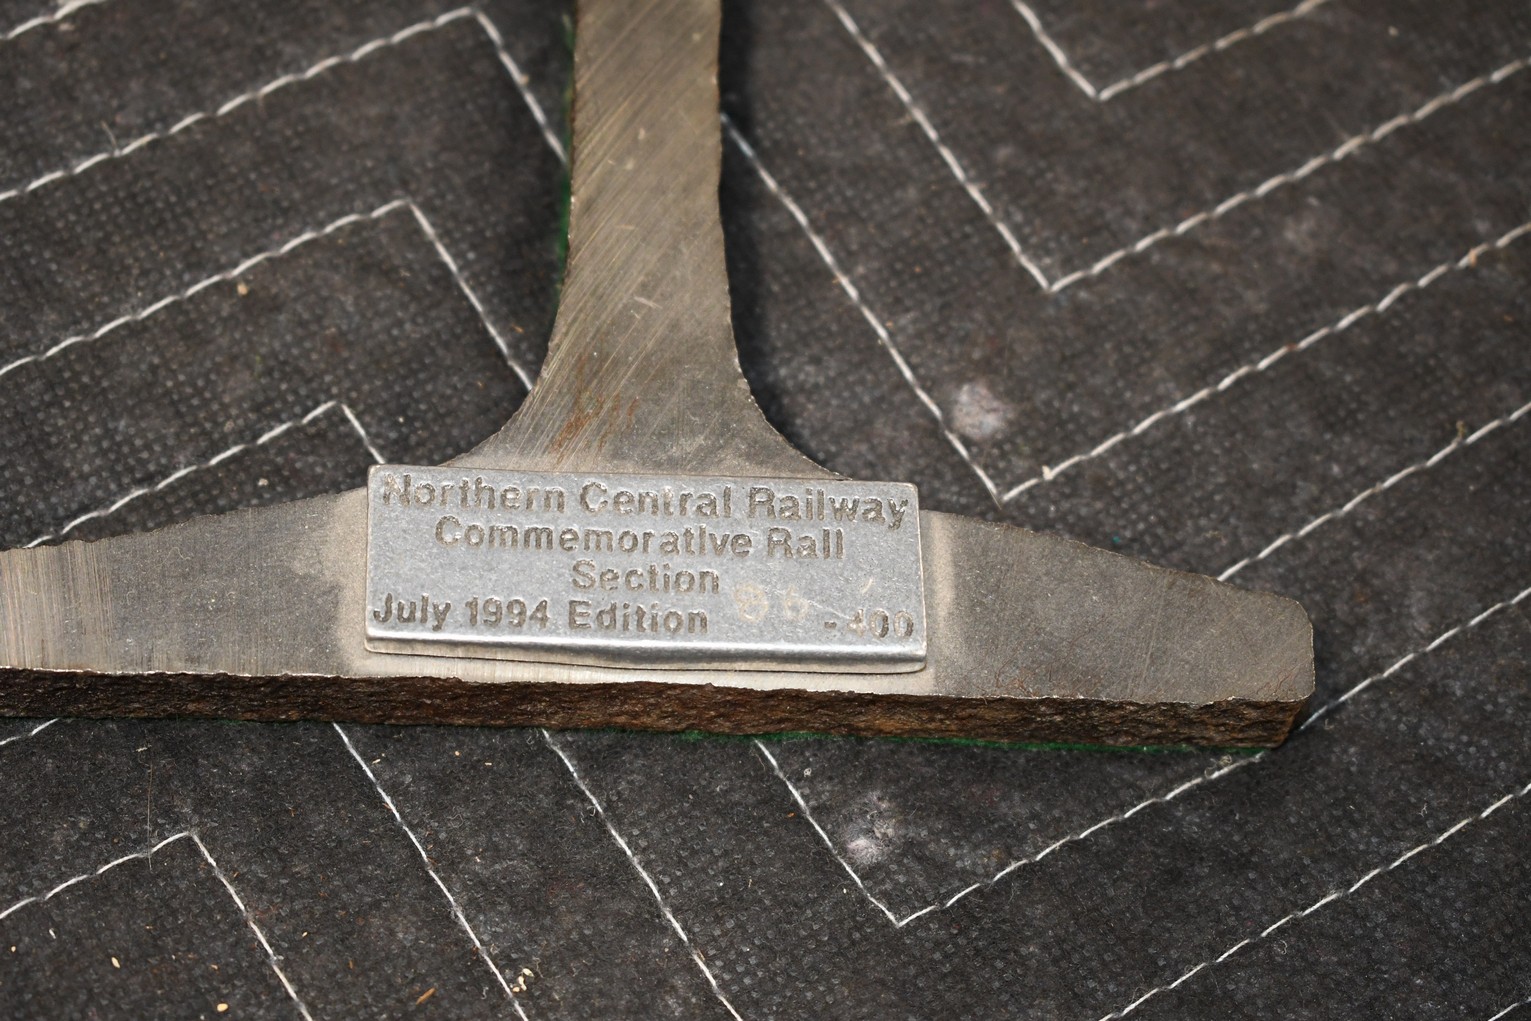 Northern Central Railway
Commemorative Rail
Section
July 1994 Edition - 400